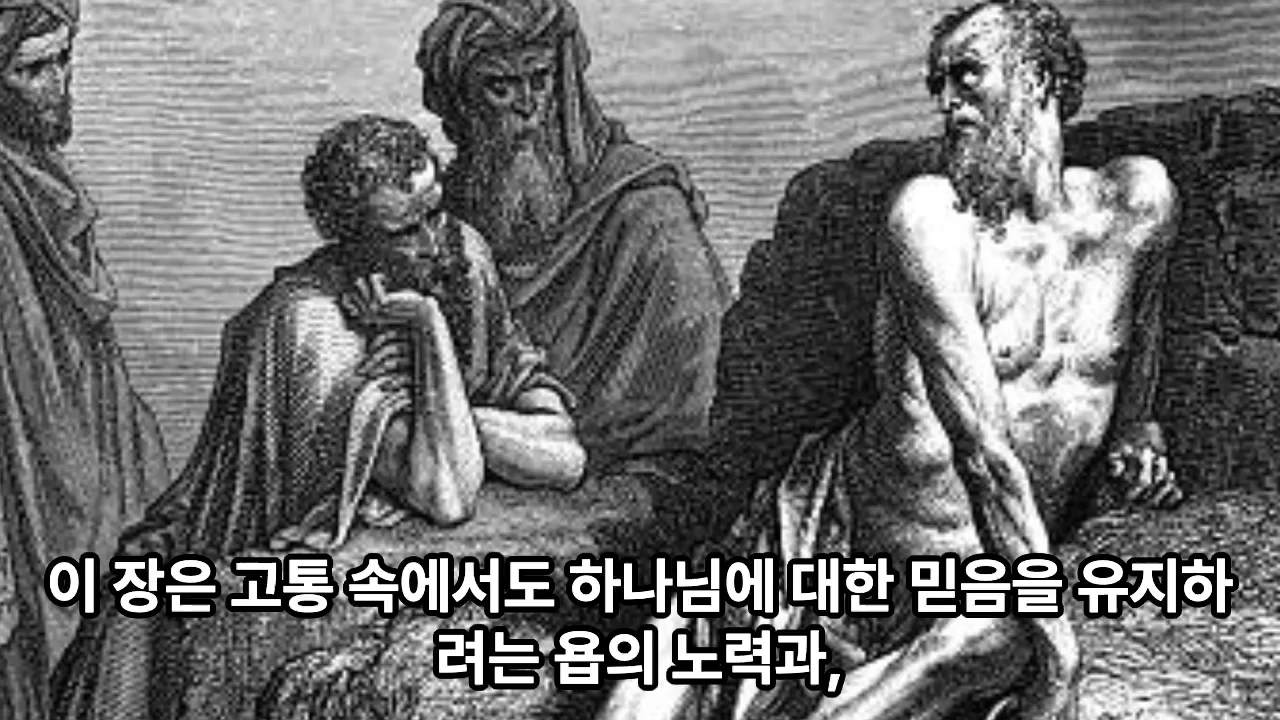 이 장은 고통 속에서도 하나님에 대한 믿음을 유지하
려는 욥의 노력과,